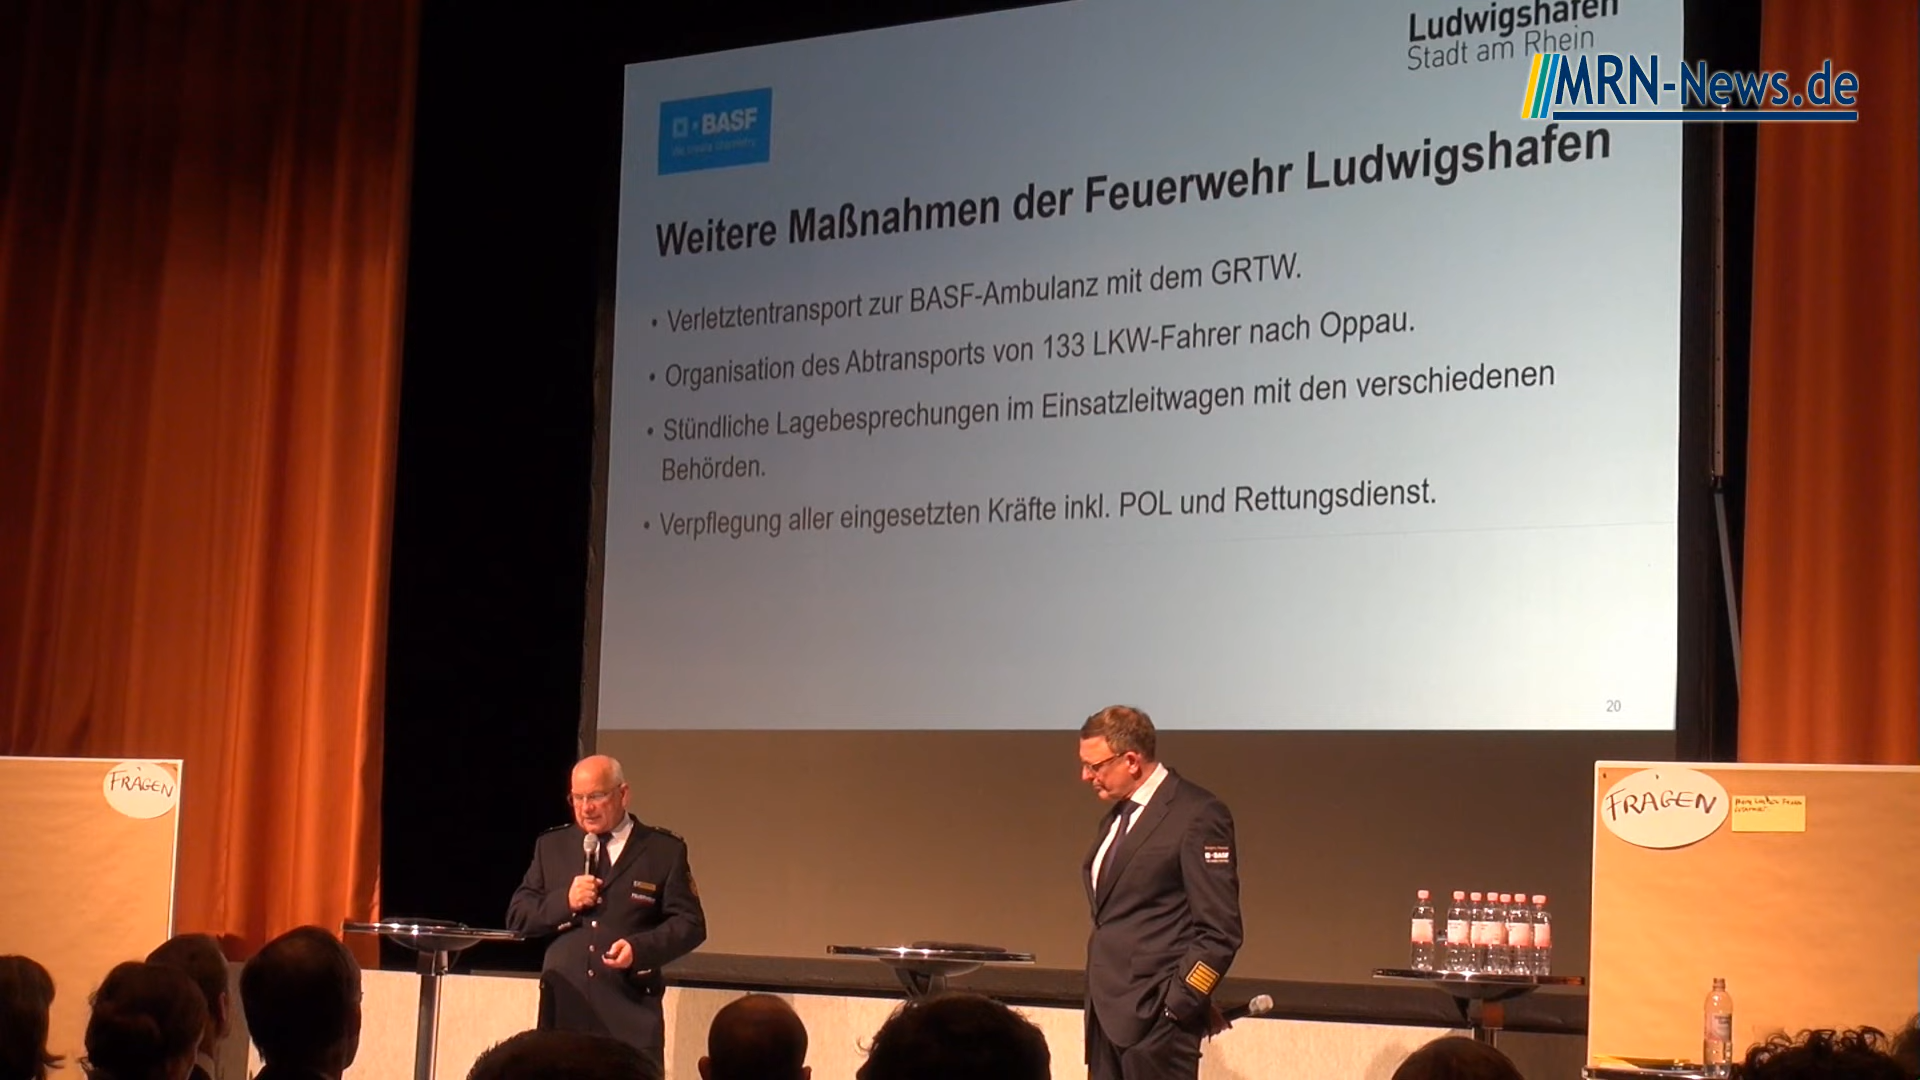 Ludwigshafen
Stadt am Rhein
MRN-News.de
BASF
Weitere Maßnahmen der Feuerwehr Ludwigshafen
• Verletztentransport zur BASF-Ambulanz mit dem GRTW.
• Organisation des Abtransports von 133 LKW-Fahrer nach Oppau.
• Stündliche Lagebesprechungen im Einsatzleitwagen mit den verschiedenen
Behörden.
• Verpflegung aller eingesetzten Kräfte inkl. POL und Rettungsdienst.
20
FRAGEN
FRAGEN
BASF